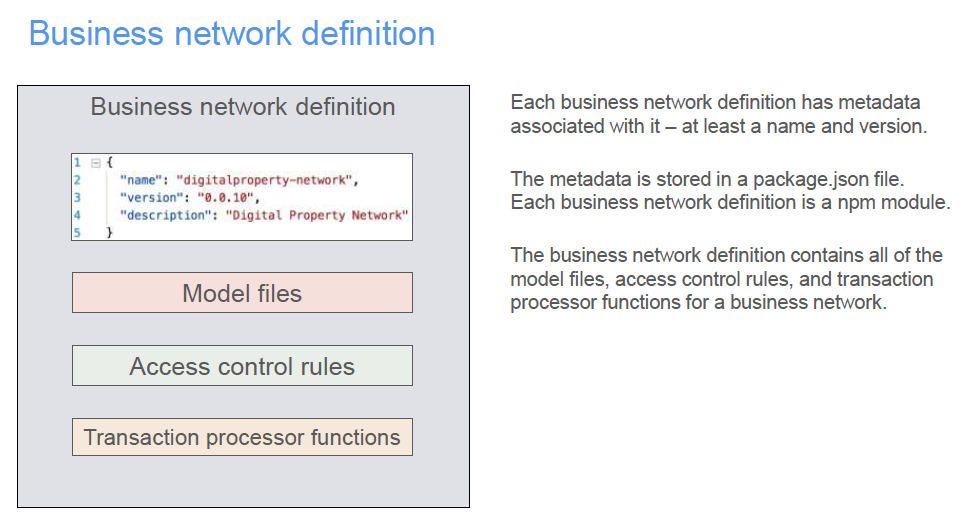 Business network definition
Business network definition
1 {
2 "name": "digitalproperty-network",
3 "version": "0.0.10",
4 "description": "Digital Property Network"
5 }
Model files
Access control rules
Transaction processor functions
Each business network definition has metadata
associated with it – at least a name and version.
The metadata is stored in a package.json file.
Each business network definition is a npm module.
The business network definition contains all of the
model files, access control rules, and transaction
processor functions for a business network.